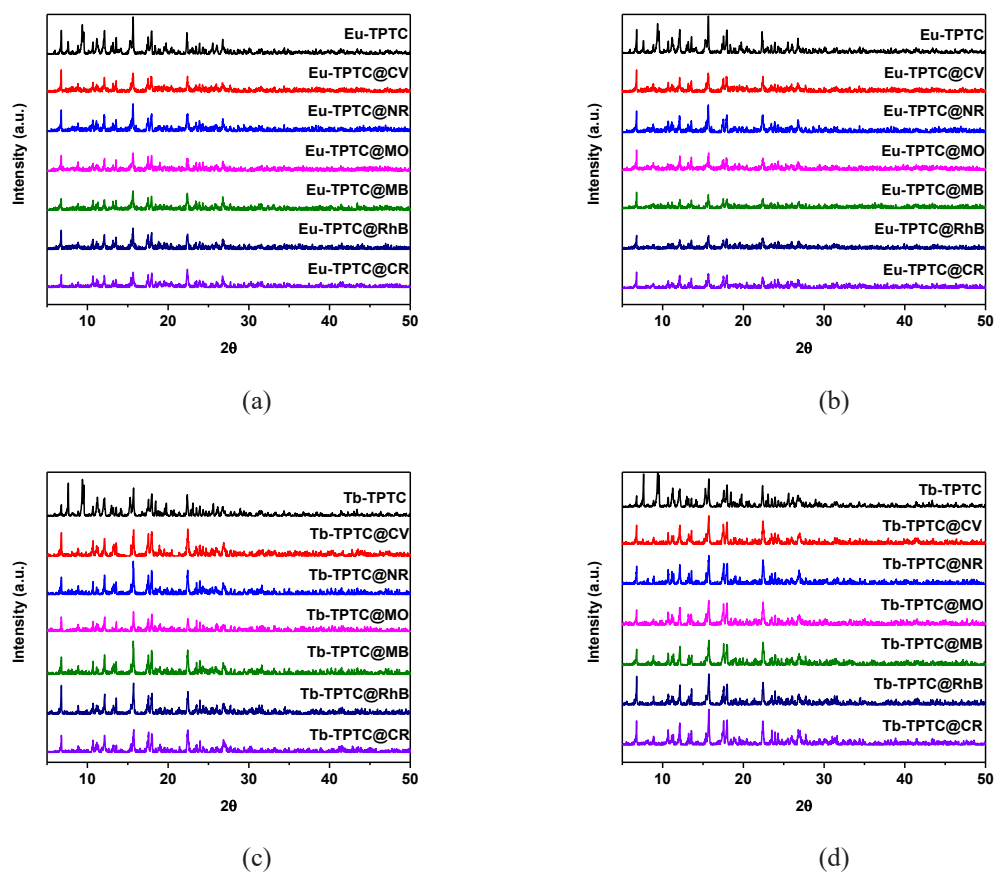 Intensity (a.u.)
Eu-TPTC
Eu-TPTC@CV
Eu-TPTC@NR
Eu-TPTC@MO
Eu-TPTC@MB
Eu-TPTC@RhB
Eu-TPTC@CR
10 20 30 40 50
2θ
(a)
Intensity (a.u.)
Eu-TPTC
Eu-TPTC@CV
Eu-TPTC@NR
Eu-TPTC@MO
Eu-TPTC@MB
Eu-TPTC@RhB
Eu-TPTC@CR
10 20 30 40 50
2θ
(b)
Intensity (a.u.)
Tb-TPTC
Tb-TPTC@CV
Tb-TPTC@NR
Tb-TPTC@MO
Tb-TPTC@MB
Tb-TPTC@RhB
Tb-TPTC@CR
10 20 30 40 50
2θ
(c)
Intensity (a.u.)
Tb-TPTC
Tb-TPTC@CV
Tb-TPTC@NR
Tb-TPTC@MO
Tb-TPTC@MB
Tb-TPTC@RhB
Tb-TPTC@CR
10 20 30 40 50
2θ
(d)